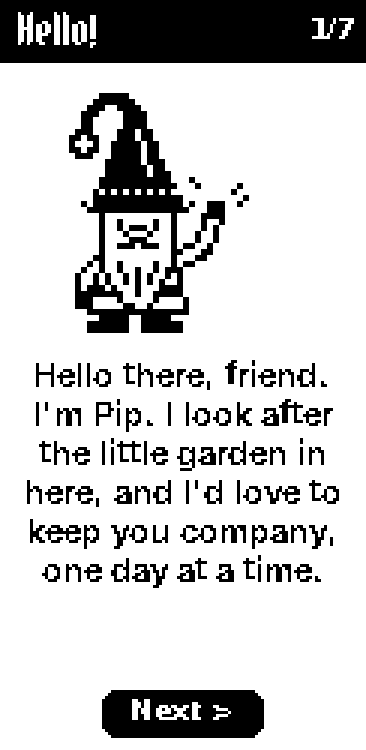 Hello!
1/7
Hello there, friend.
I'm Pip. I look after
the little garden in
here, and I'd love to
keep you company,
one day at a time.
Next >